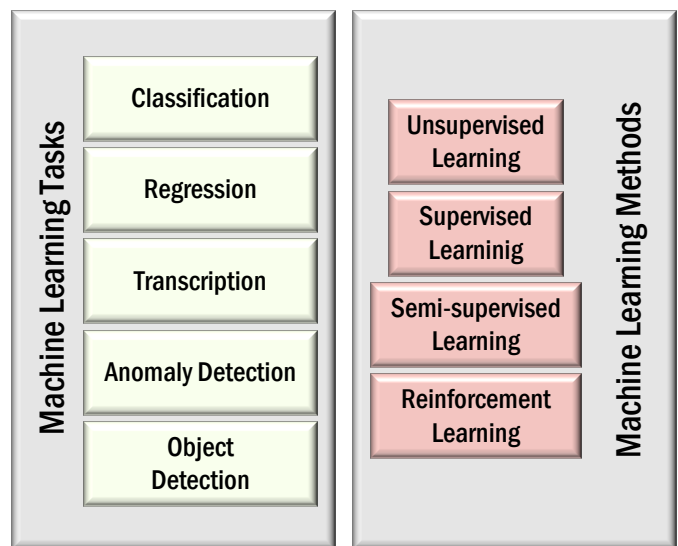 Machine Learning Tasks
Classification
Regression
Transcription
Anomaly Detection
Object
Detection
Unsupervised
Learning
Supervised
Learninig
Semi-supervised
Learning
Reinforcement
Learning
Machine Learning Methods